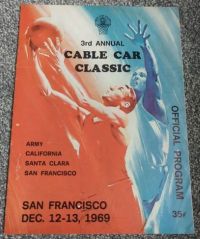 3rd ANNUAL
CABLE CAR
CLASSIC
ARMY
CALIFORNIA
SANTA CLARA
SAN FRANCISCO
OFFICIAL PROGRAM
SAN FRANCISCO
DEC. 12-13, 1969
35¢